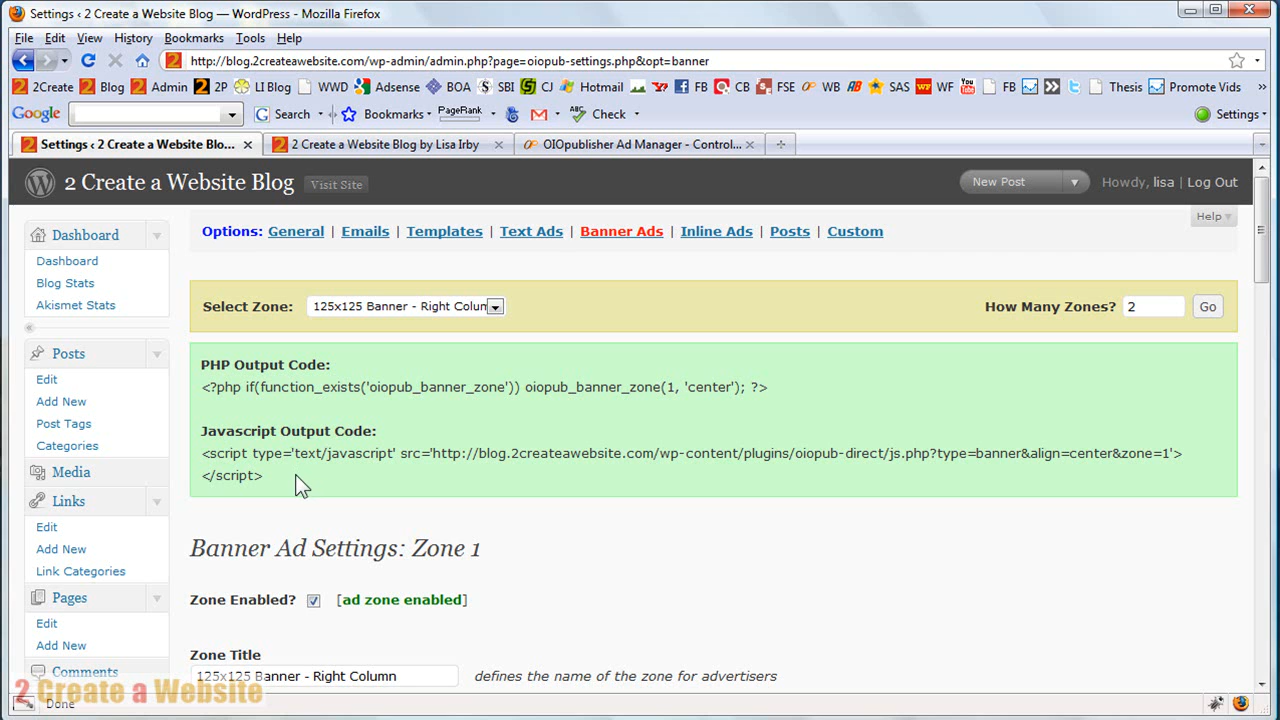 Settings ‹ 2 Create a Website Blog — WordPress - Mozilla Firefox
File Edit View History Bookmarks Tools Help
http://blog.2createawebsite.com/wp-admin/admin.php?page=oiopub-settings.php&opt=banner
2Create Blog Admin 2P LI Blog WWD Adsense BOA SBI CJ Hotmail FB FSE WB SAS WF FB Thesis Promote Vids
Google Search Bookmarks PageRank Check Settings
Settings ‹ 2 Create a Website Blo... 2 Create a Website Blog by Lisa Irby OIOpublisher Ad Manager - Control...
2 Create a Website Blog Visit Site New Post Howdy, lisa | Log Out
Help
Options: General | Emails | Templates | Text Ads | Banner Ads | Inline Ads | Posts | Custom
Dashboard
Dashboard
Blog Stats
Akismet Stats
Posts
Edit
Add New
Post Tags
Categories
Media
Links
Edit
Add New
Link Categories
Pages
Edit
Add New
Comments
Select Zone: 125x125 Banner - Right Colun How Many Zones? 2 Go
PHP Output Code:
<?php if(function_exists('oiopub_banner_zone')) oiopub_banner_zone(1, 'center'); ?>
Javascript Output Code:
<script type='text/javascript' src='http://blog.2createawebsite.com/wp-content/plugins/oiopub-direct/js.php?type=banner&align=center&zone=1'>
</script>
Banner Ad Settings: Zone 1
Zone Enabled? [ad zone enabled]
Zone Title
125x125 Banner - Right Column defines the name of the zone for advertisers
2 Create a Website
Done